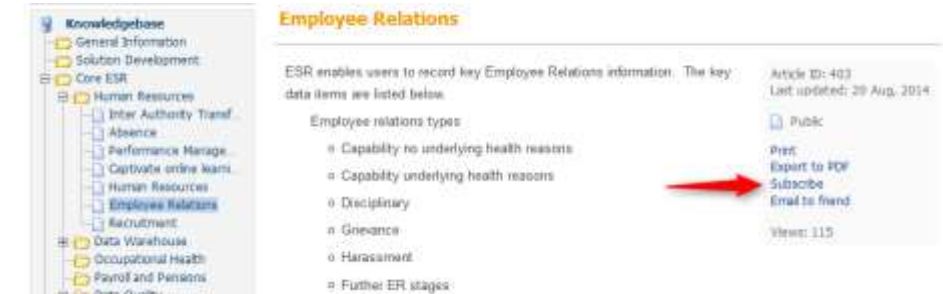 Knowledgebase
General Information
Solution Development
Core ESR
Human Resources
Inter Authority Transf...
Absence
Performance Manage...
Captivate online learni...
Human Resources
Employee Relations
Recruitment
Data Warehouse
Occupational Health
Payroll and Pensions
Data Quality
Employee Relations
ESR enables users to record key Employee Relations information. The key
data items are listed below.
Employee relations types
Capability no underlying health reasons
Capability underlying health reasons
Disciplinary
Grievance
Harassment
Further ER stages
Article ID: 403
Last updated: 20 Aug, 2014
Public
Print
Export to PDF
Subscribe
Email to friend
Views: 115